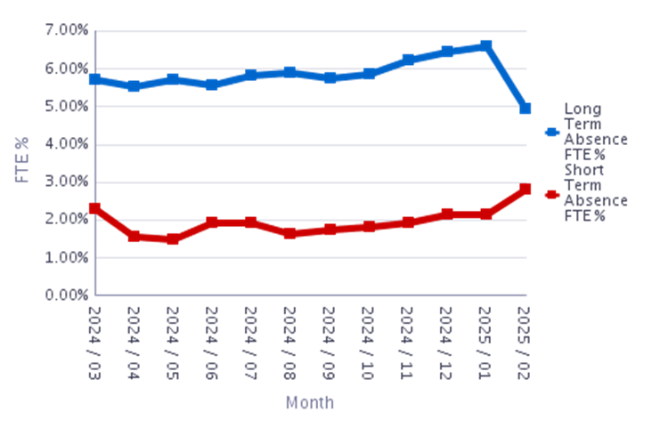 7.00%
6.00%
5.00%
4.00%
3.00%
2.00%
1.00%
0.00%
FTE%
2024 / 03
2024 / 04
2024 / 05
2024 / 06
2024 / 07
2024 / 08
2024 / 09
2024 / 10
2024 / 11
2024 / 12
2025 / 01
2025 / 02
Month
Long
Term
Absence
FTE%
Short
Term
Absence
FTE%